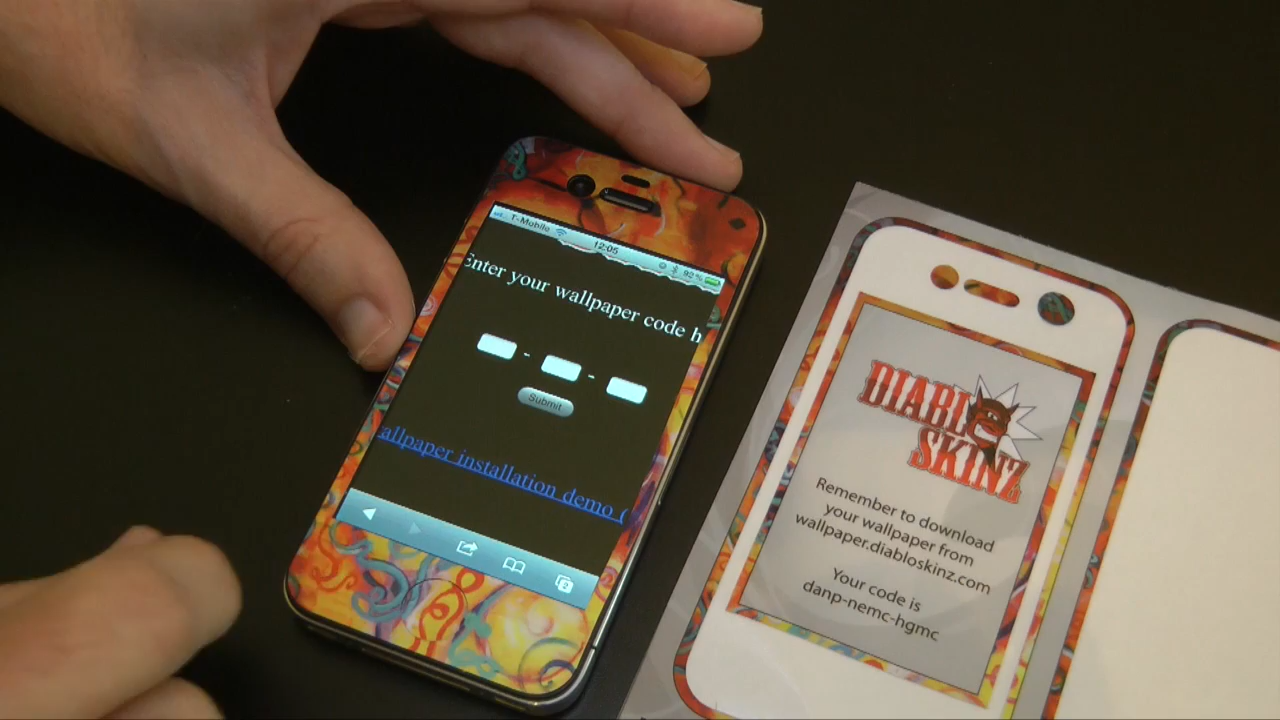 T-Mobile 12:05 92%
Enter your wallpaper code h
- -
Submit
allpaper installation demo (
2
DIABLO
SKINZ
Remember to download
your wallpaper from
wallpaper.diabloskinz.com
Your code is
danp-nemc-hgmc